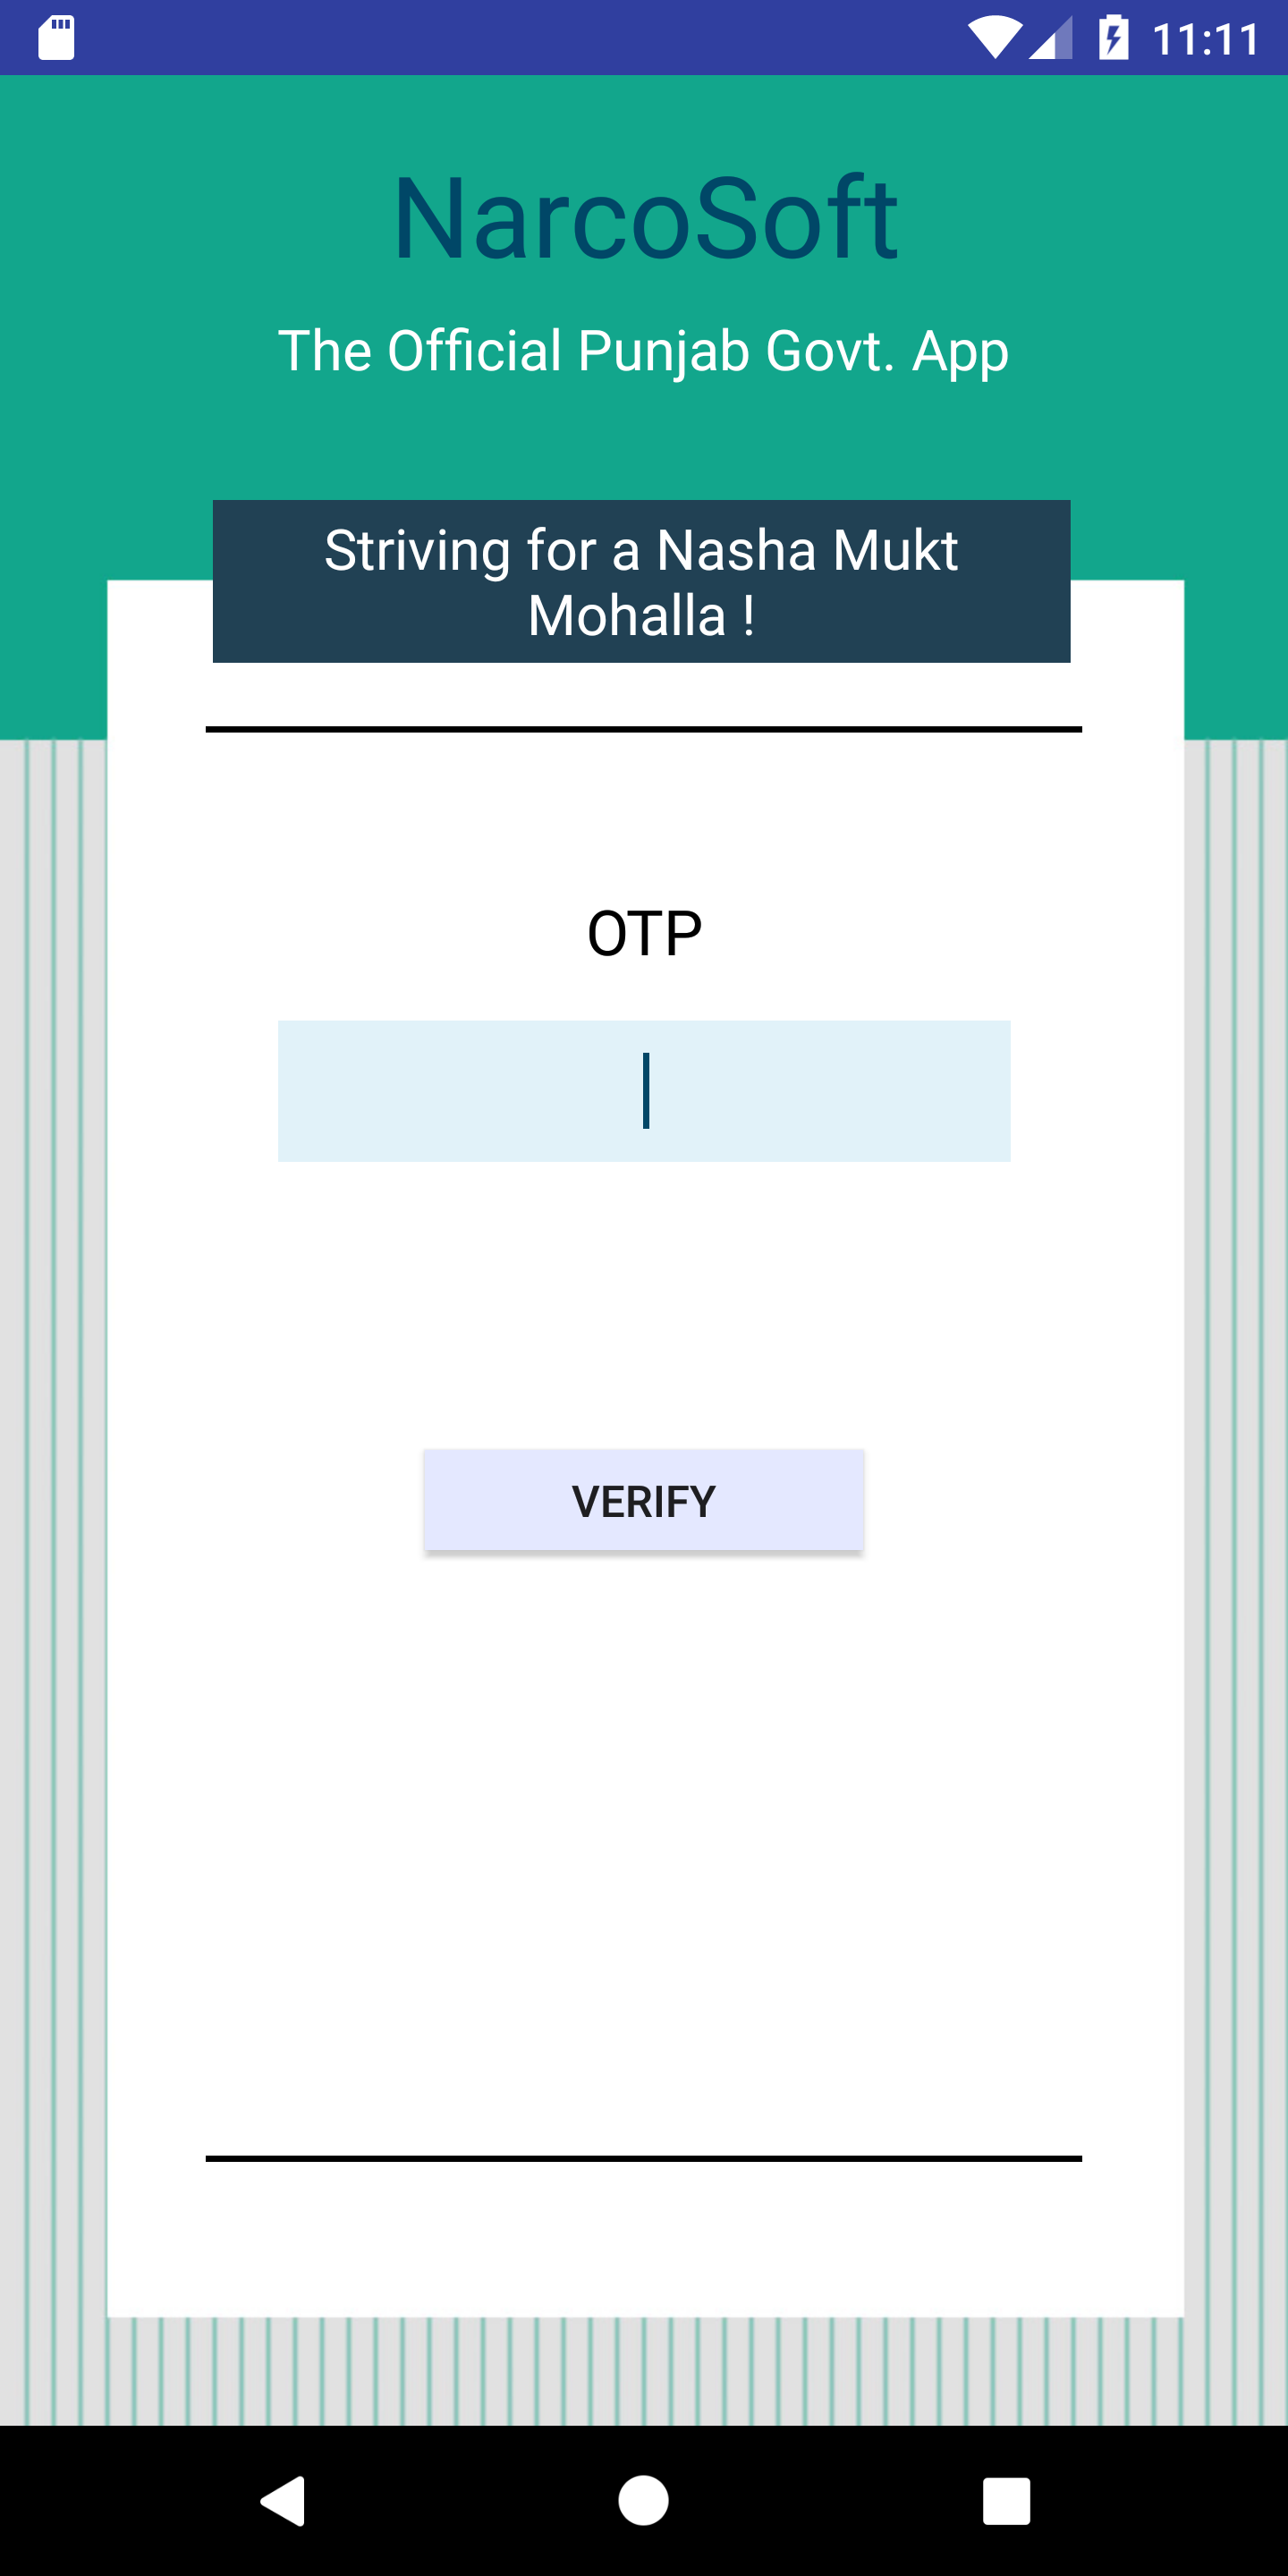 11:11
NarcoSoft
The Official Punjab Govt. App
Striving for a Nasha Mukt
Mohalla !
OTP
VERIFY